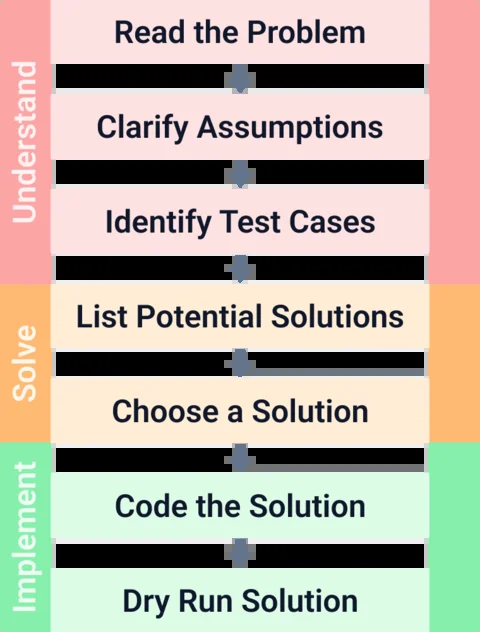 Understand
Read the Problem
Clarify Assumptions
Identify Test Cases
Solve
List Potential Solutions
Choose a Solution
Implement
Code the Solution
Dry Run Solution